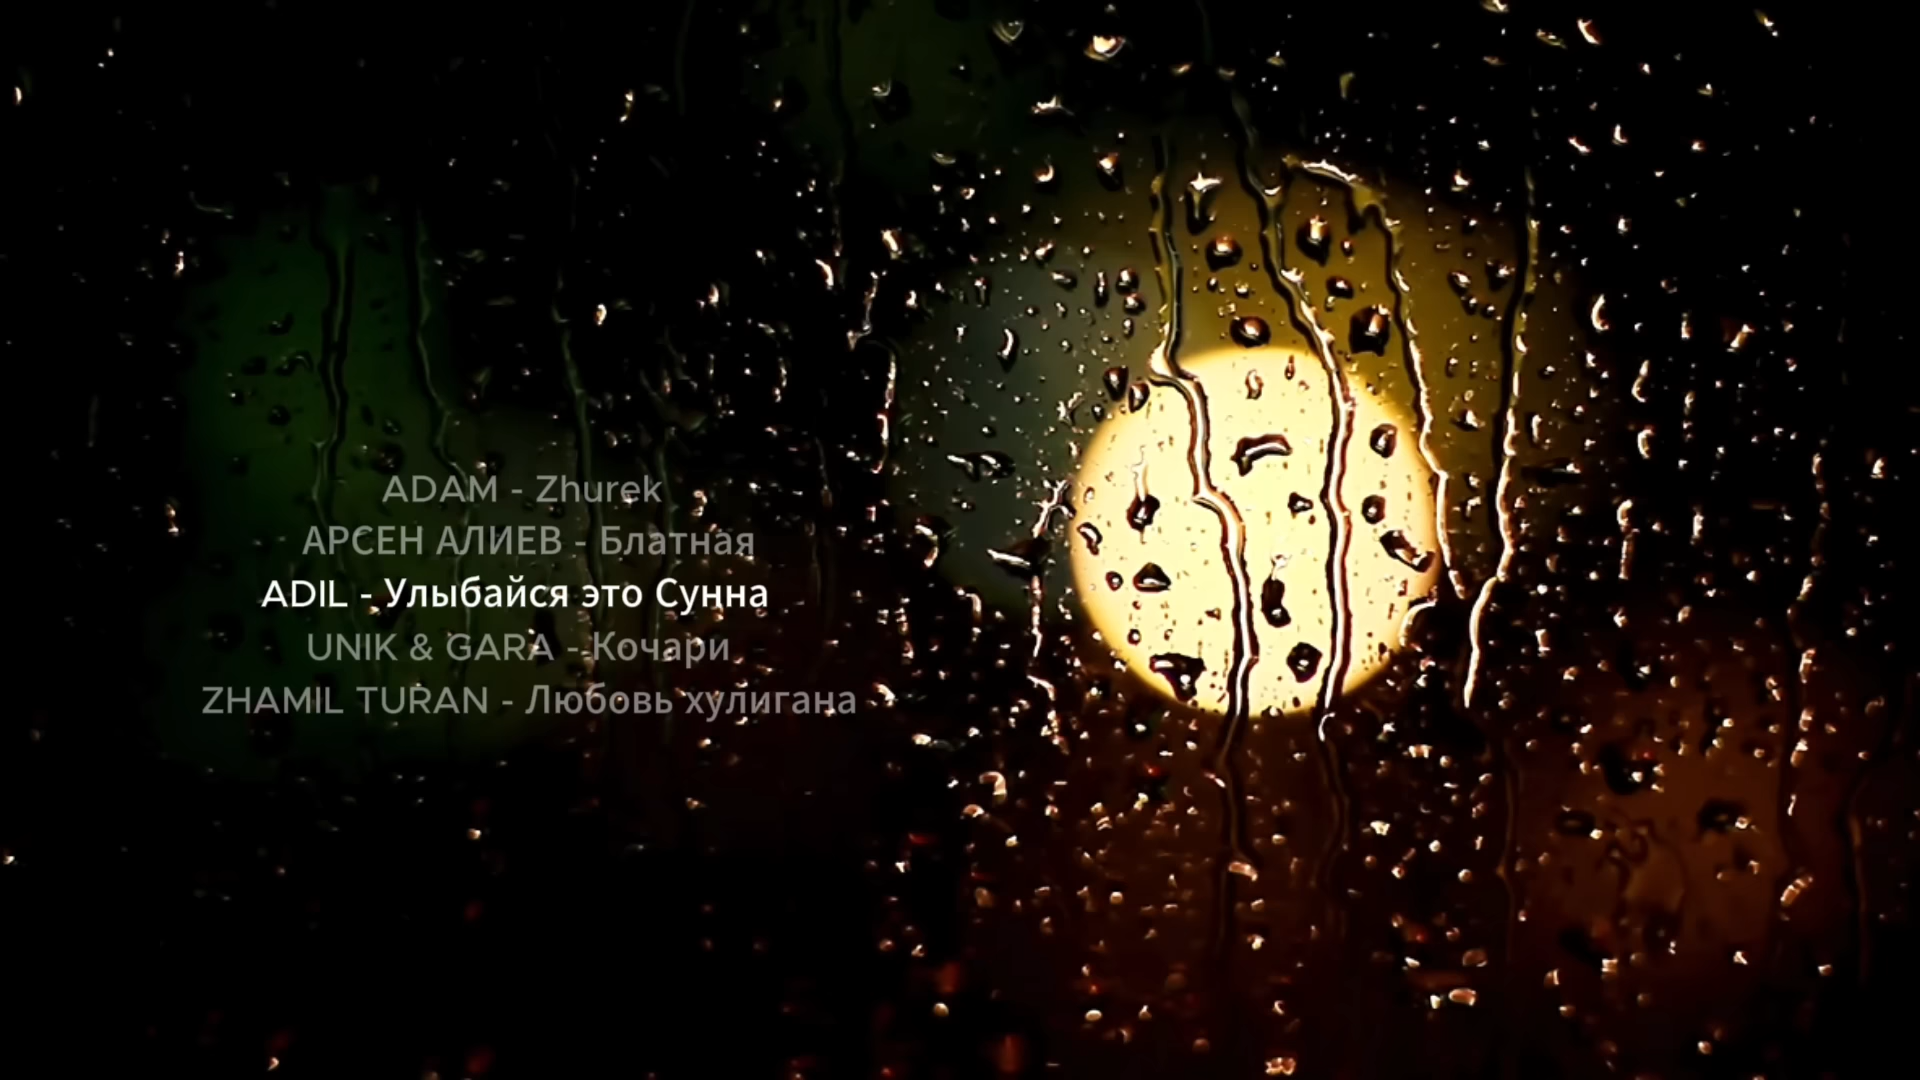 ADAM - Zhurek
АРСЕН АЛИЕВ - Блатная
ADIL - Улыбайся это Сунна
UNIK & GARA - Кочари
ZHAMIL TURAN - Любовь хулигана